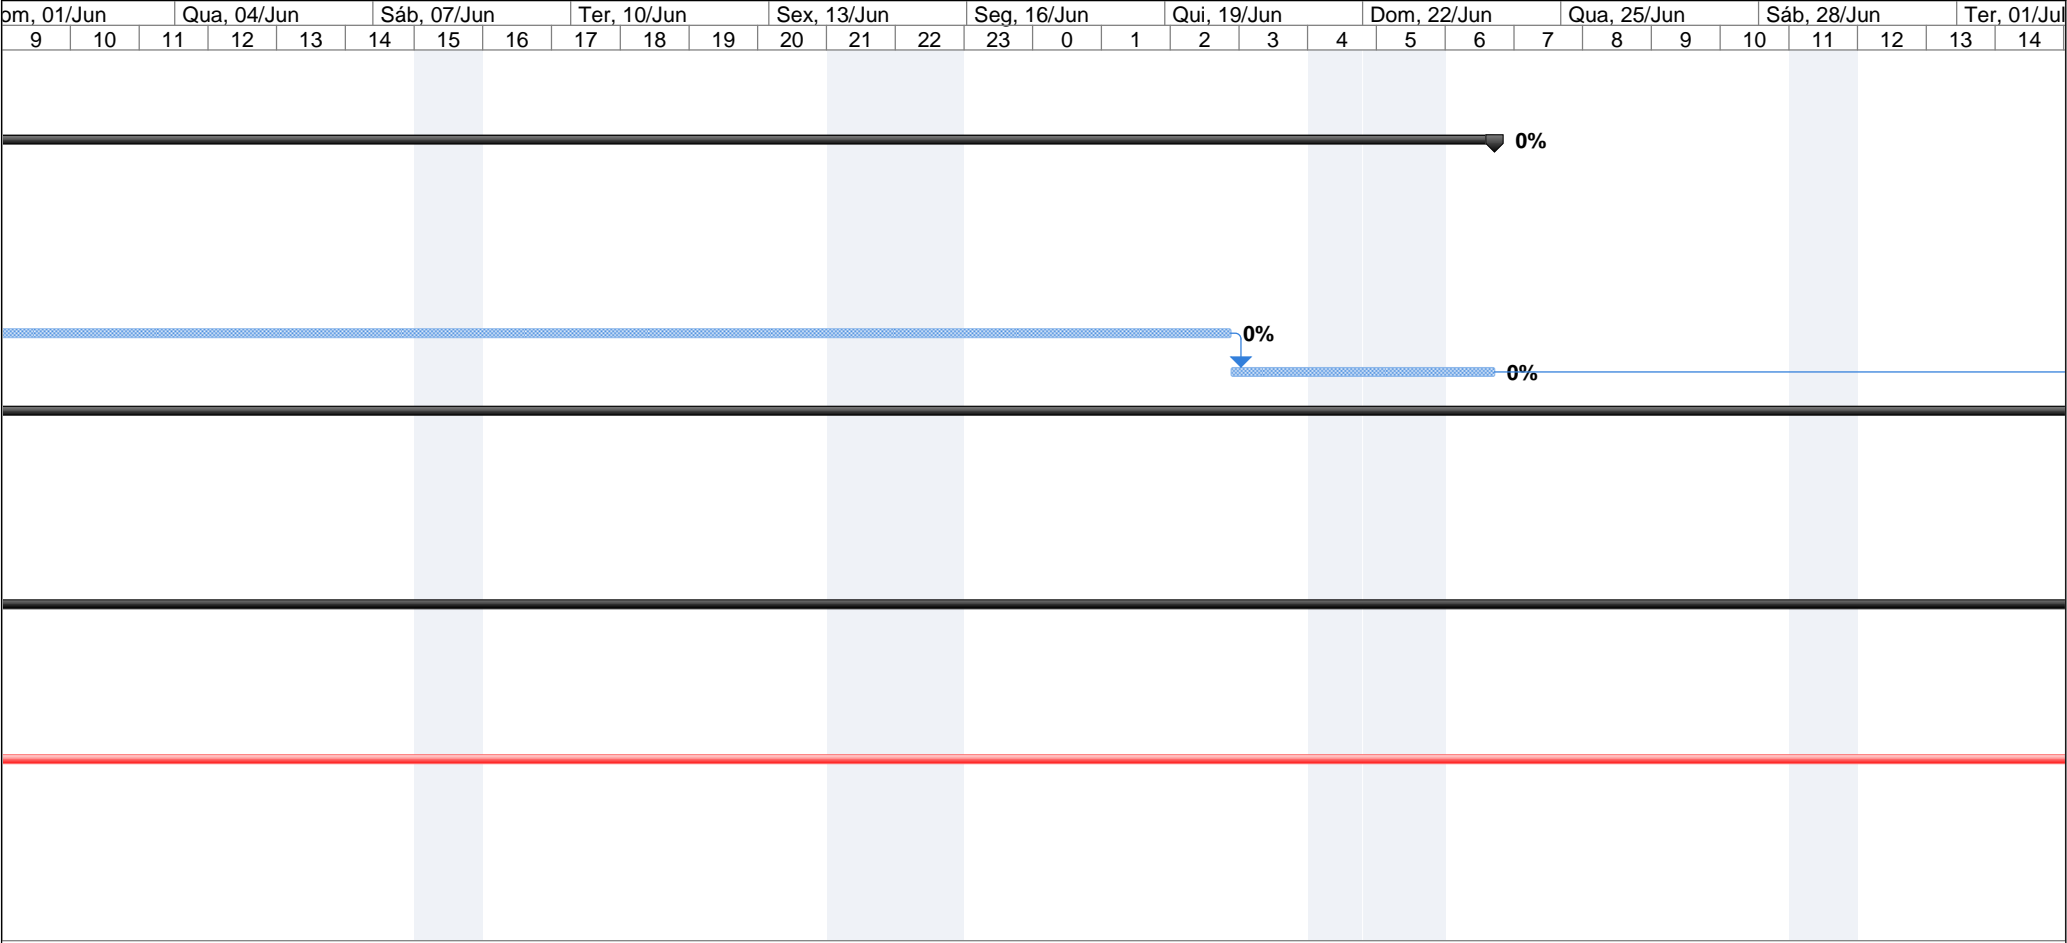 om, 01/Jun Qua, 04/Jun Sáb, 07/Jun Ter, 10/Jun Sex, 13/Jun Seg, 16/Jun Qui, 19/Jun Dom, 22/Jun Qua, 25/Jun Sáb, 28/Jun Ter, 01/Jul
9 10 11 12 13 14 15 16 17 18 19 20 21 22 23 0 1 2 3 4 5 6 7 8 9 10 11 12 13 14
0%
0%
0%